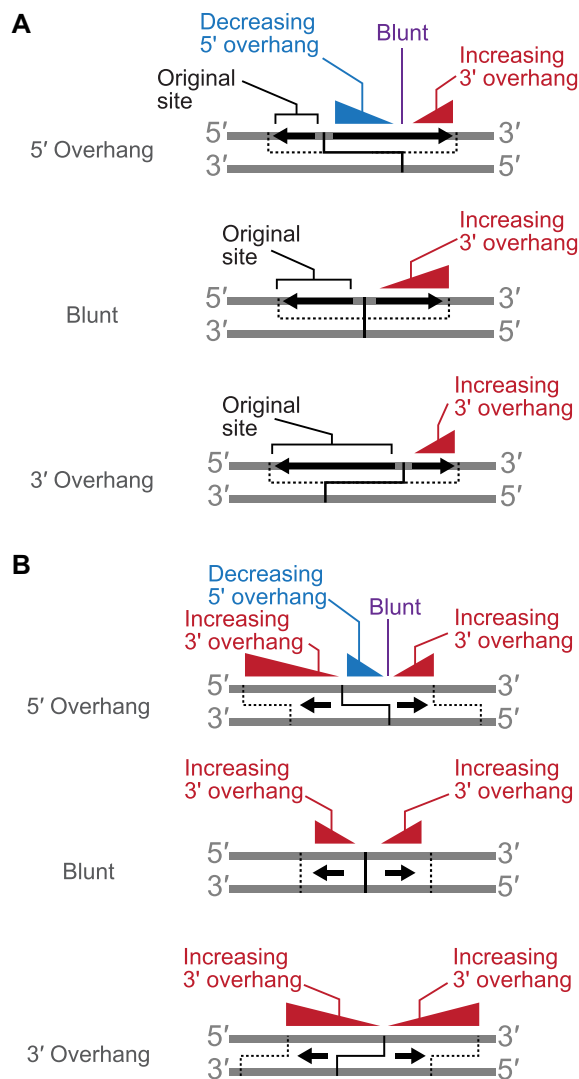 A
Decreasing
5' overhang
Blunt
Increasing
3' overhang
Original
site
5′
3′
5′ Overhang
3′
5′
Increasing
3' overhang
Original
site
5′
3′
Blunt
3′
5′
Increasing
3' overhang
Original
site
5′
3′
3′ Overhang
3′
5′
B
Decreasing
5' overhang
Blunt
Increasing
3' overhang
Increasing
3' overhang
5′
3′
5′ Overhang
3′
5′
Increasing
3' overhang
Increasing
3' overhang
5′
3′
Blunt
3′
5′
Increasing
3' overhang
Increasing
3' overhang
5′
3′
3′ Overhang
3′
5′